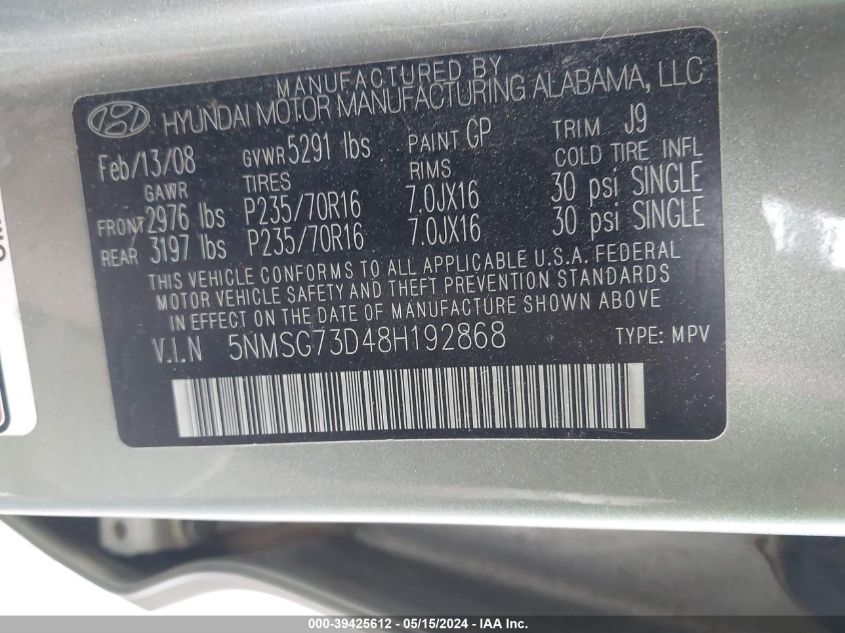 MANUFACTURED BY
HYUNDAI MOTOR MANUFACTURING ALABAMA, LLC
Feb/13/08 GVWR 5291 lbs PAINT GP TRIM J9
GAWR TIRES RIMS COLD TIRE INFL
FRONT 2976 lbs P235/70R16 7.0JX16 30 psi SINGLE
REAR 3197 lbs P235/70R16 7.0JX16 30 psi SINGLE
THIS VEHICLE CONFORMS TO ALL APPLICABLE U.S.A. FEDERAL
MOTOR VEHICLE SAFETY AND THEFT PREVENTION STANDARDS
IN EFFECT ON THE DATE OF MANUFACTURE SHOWN ABOVE
V.I.N 5NMSG73D48H192868 TYPE: MPV
000-39425612 - 05/15/2024 - IAA Inc.